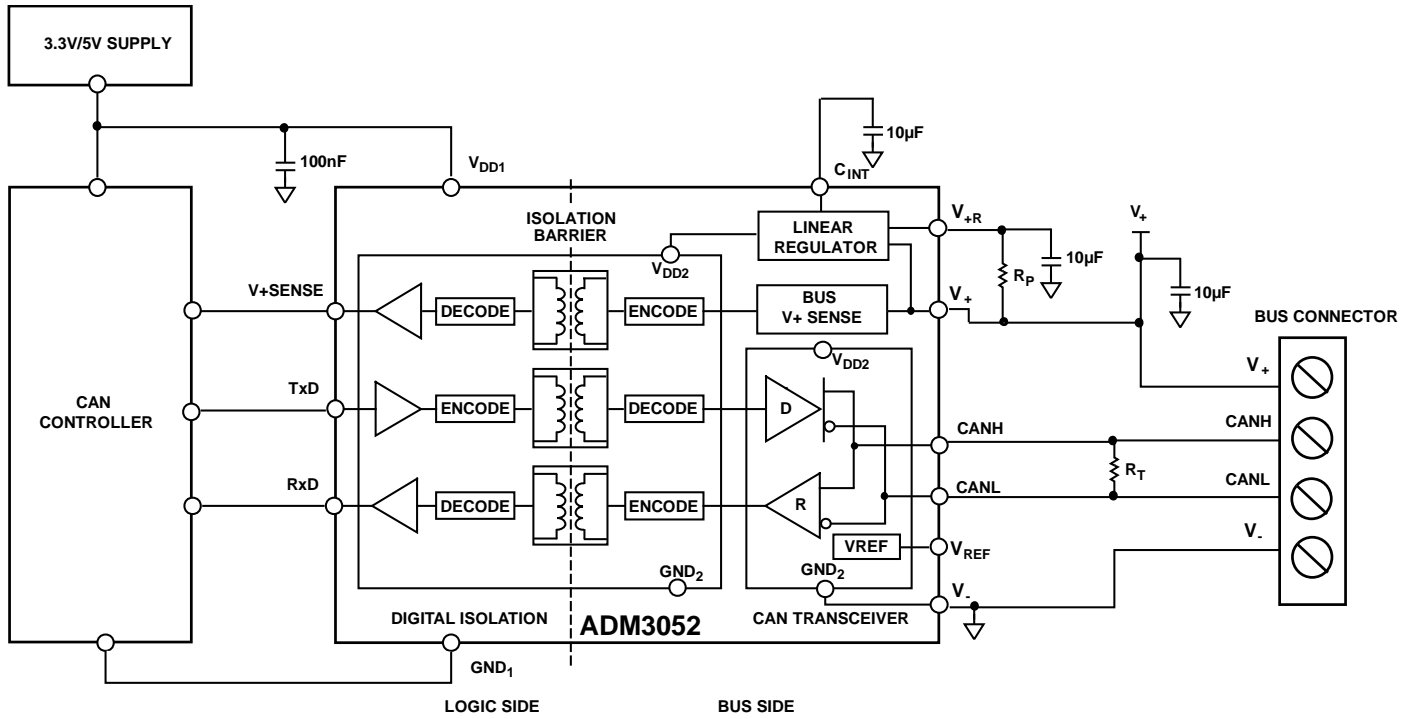 3.3V/5V SUPPLY
100nF
VDD1
10µF
CINT
ISOLATION
BARRIER
LINEAR
REGULATOR
V+R
V+
10µF
RP
10µF
VDD2
V+SENSE
DECODE
ENCODE
BUS
V+ SENSE
V+
BUS CONNECTOR
VDD2
V+
CAN
CONTROLLER
TxD
ENCODE
DECODE
D
CANH
CANH
RT
RxD
DECODE
ENCODE
R
CANL
CANL
VREF
VREF
V-
GND2
GND2
V-
DIGITAL ISOLATION
ADM3052
CAN TRANSCEIVER
GND1
LOGIC SIDE
BUS SIDE